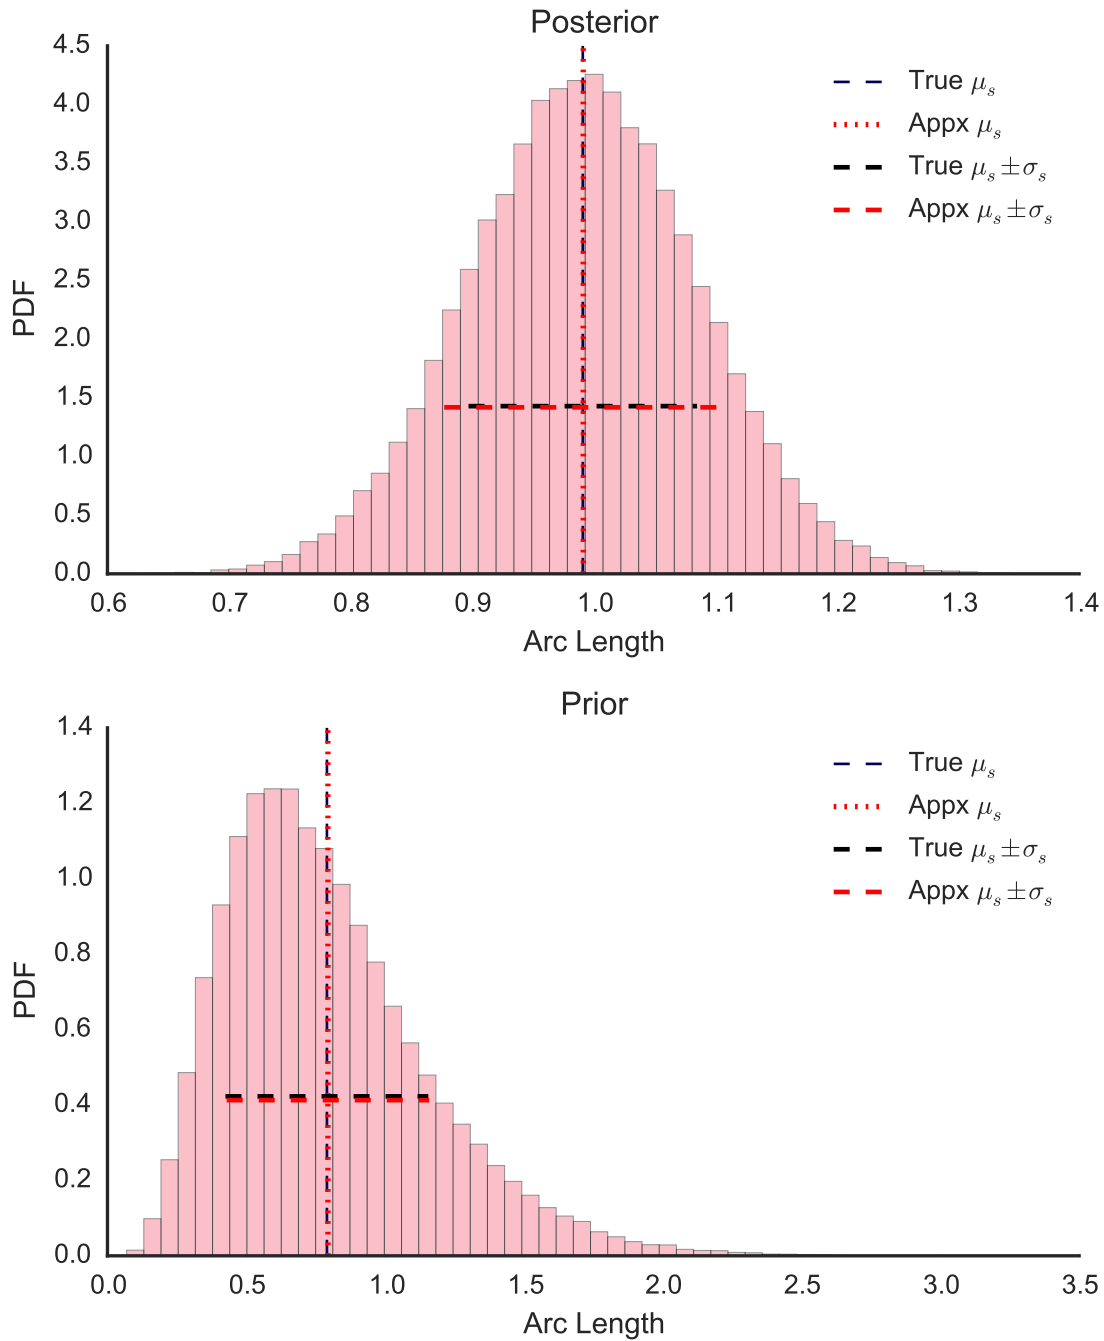 Posterior
4.5
4.0
3.5
3.0
2.5
2.0
1.5
1.0
0.5
0.0
PDF
True μₛ
Appx μₛ
True μₛ ± σₛ
Appx μₛ ± σₛ
0.6 0.7 0.8 0.9 1.0 1.1 1.2 1.3 1.4
Arc Length
Prior
1.4
1.2
1.0
0.8
0.6
0.4
0.2
0.0
PDF
True μₛ
Appx μₛ
True μₛ ± σₛ
Appx μₛ ± σₛ
0.0 0.5 1.0 1.5 2.0 2.5 3.0 3.5
Arc Length